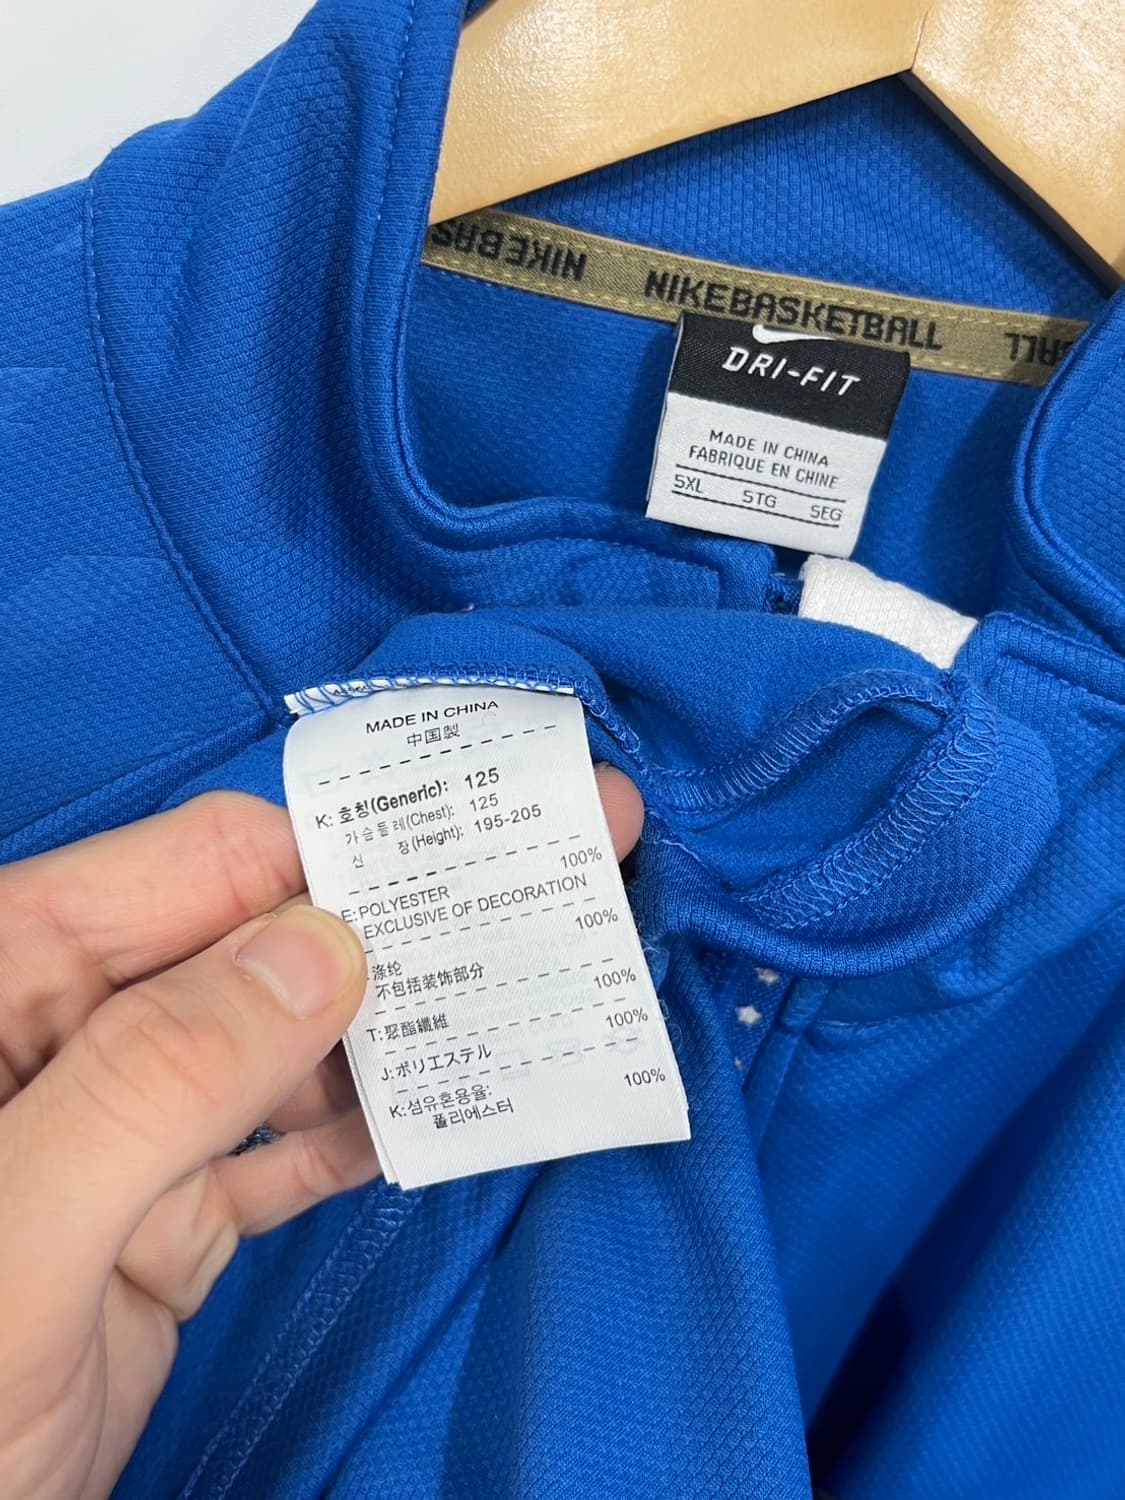 NIKEBASKETBALL
DRI-FIT
MADE IN CHINA
FABRIQUE EN CHINE
5XL 5TG 5EG
MADE IN CHINA
中国製
K: 호칭(Generic): 125
가슴둘레(Chest): 125
신 장(Height): 195-205
100%
E: POLYESTER
EXCLUSIVE OF DECORATION
100%
涤纶
不包括装饰部分
100%
T: 聚酯纖維
100%
J: ポリエステル
100%
K: 섬유혼용율:
폴리에스터